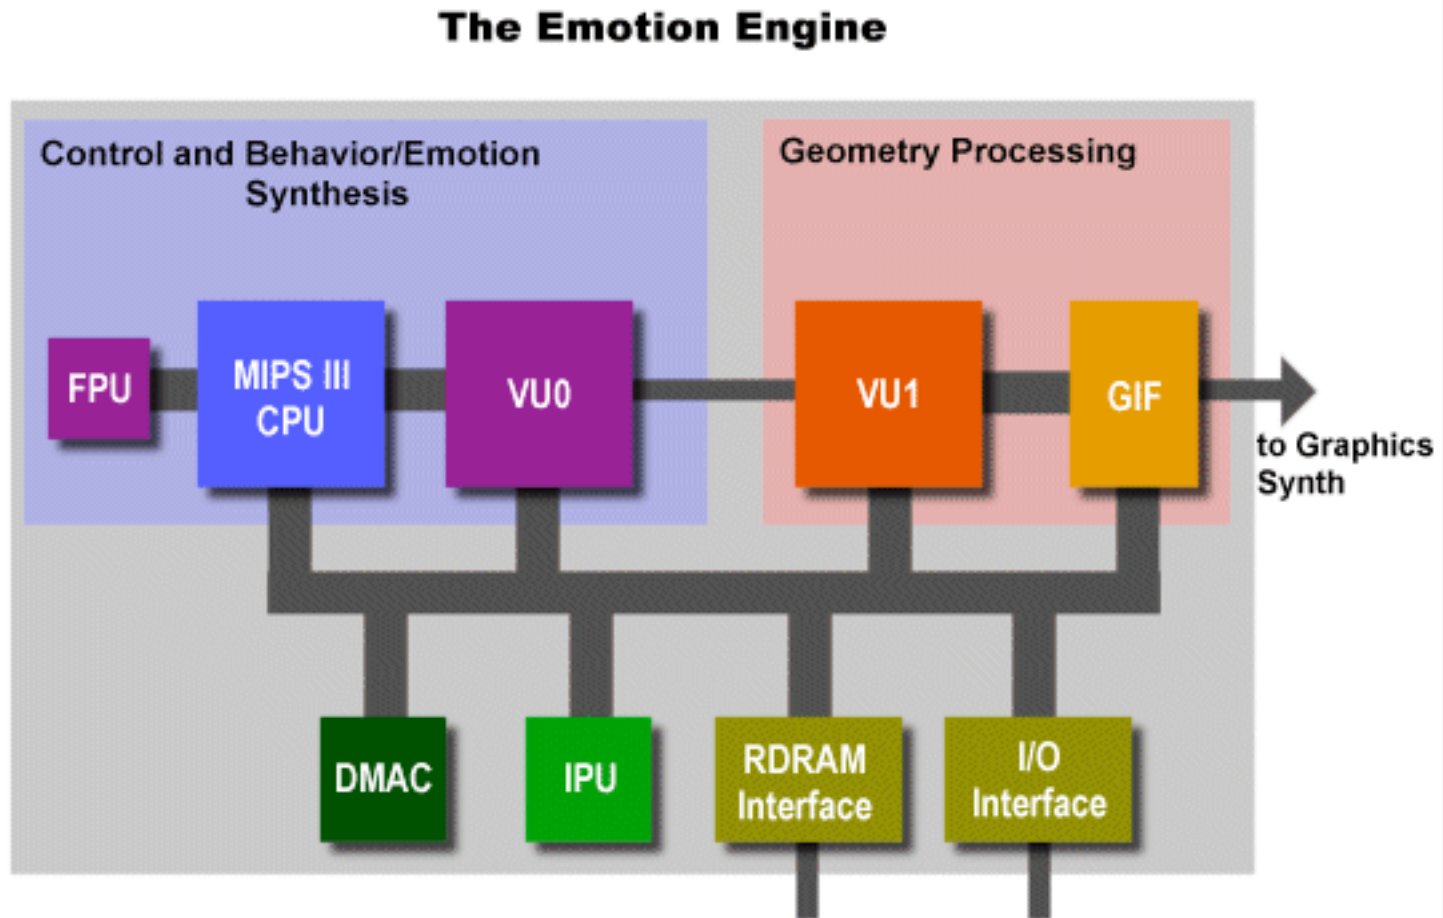 The Emotion Engine
Control and Behavior/Emotion
Synthesis
Geometry Processing
FPU
MIPS III
CPU
VU0
VU1
GIF
to Graphics
Synth
DMAC
IPU
RDRAM
Interface
I/O
Interface